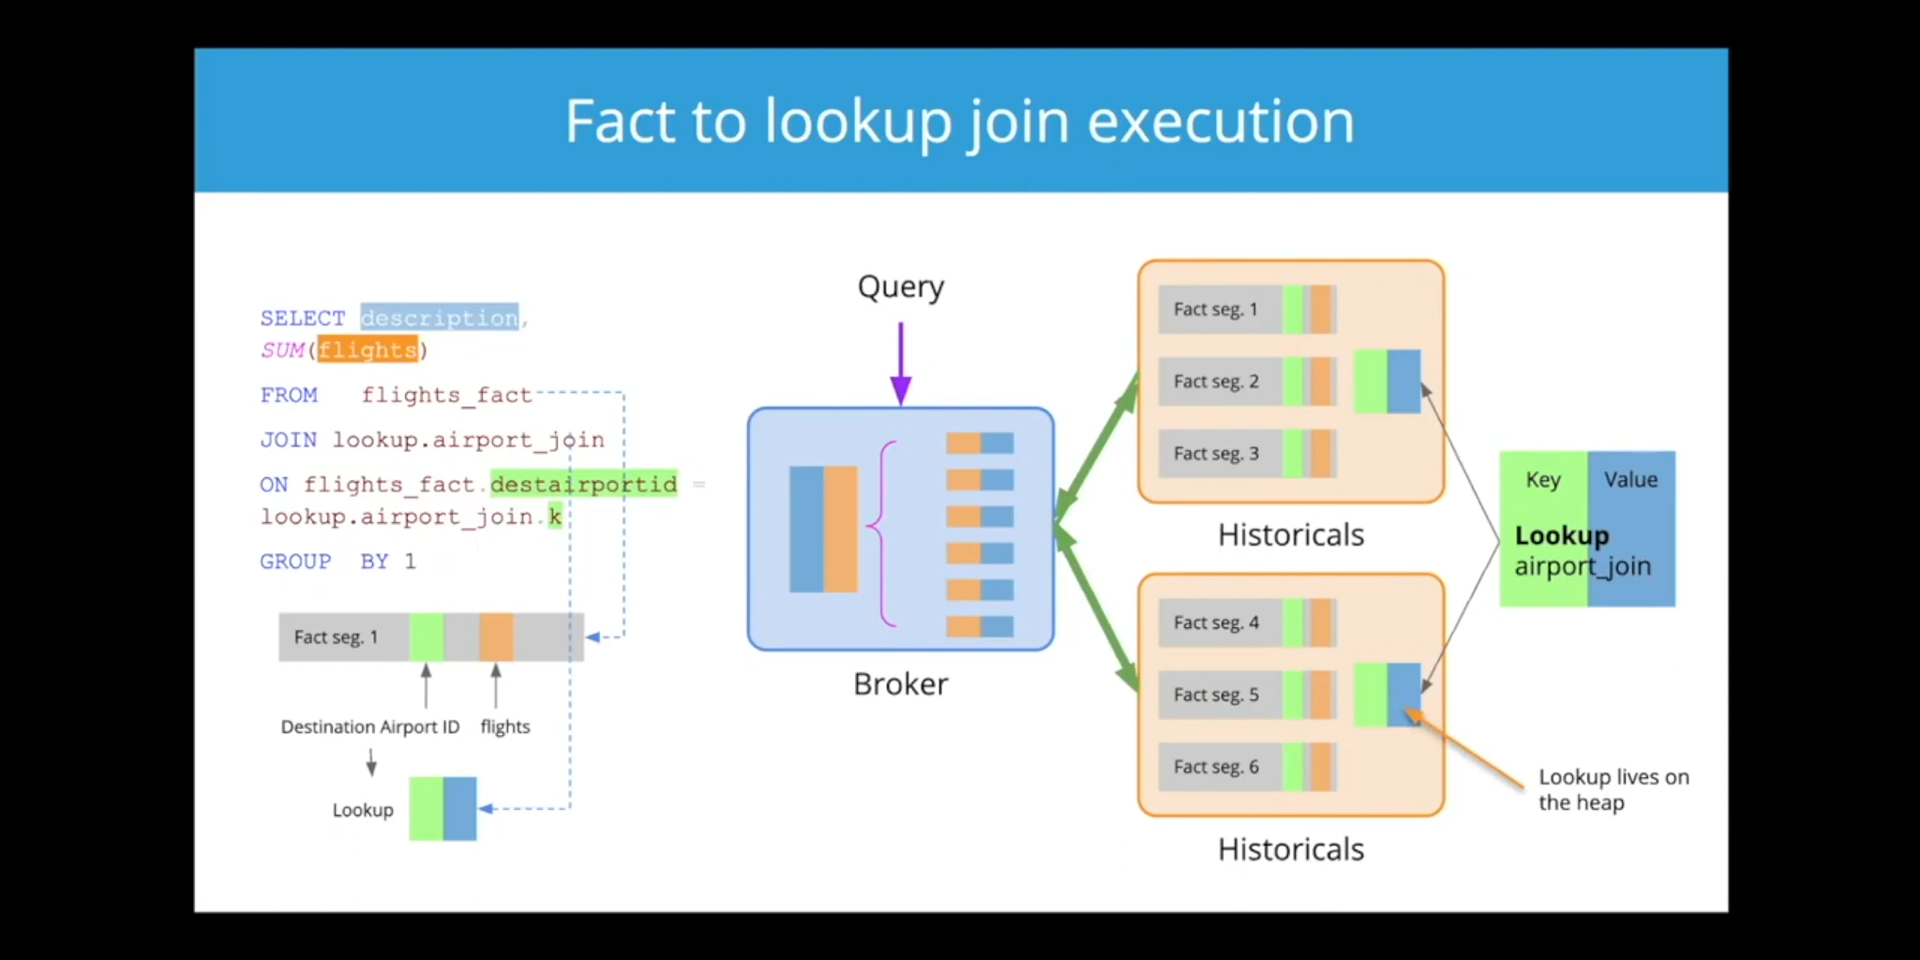 Fact to lookup join execution
SELECT description,
SUM(flights)
FROM flights_fact
JOIN lookup.airport_join
ON flights_fact.destairportid =
lookup.airport_join.k
GROUP BY 1
Fact seg. 1
Destination Airport ID flights
Lookup
Query
Broker
Fact seg. 1
Fact seg. 2
Fact seg. 3
Historicals
Fact seg. 4
Fact seg. 5
Fact seg. 6
Historicals
Key Value
Lookup
airport_join
Lookup lives on
the heap